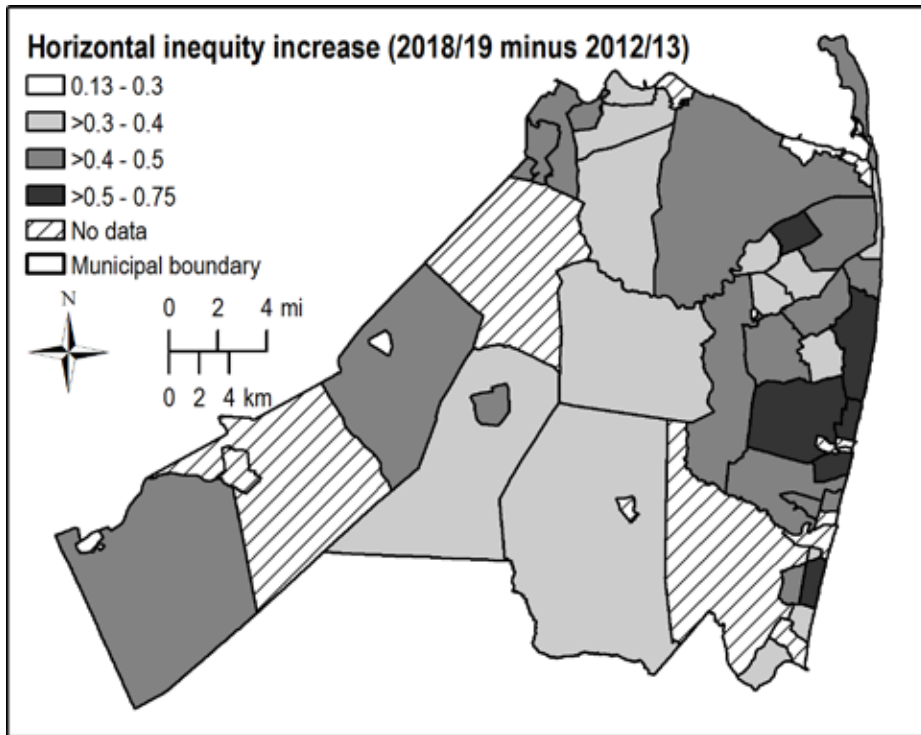 Horizontal inequity increase (2018/19 minus 2012/13)
0.13 - 0.3
>0.3 - 0.4
>0.4 - 0.5
>0.5 - 0.75
No data
Municipal boundary
N
0 2 4 mi
0 2 4 km